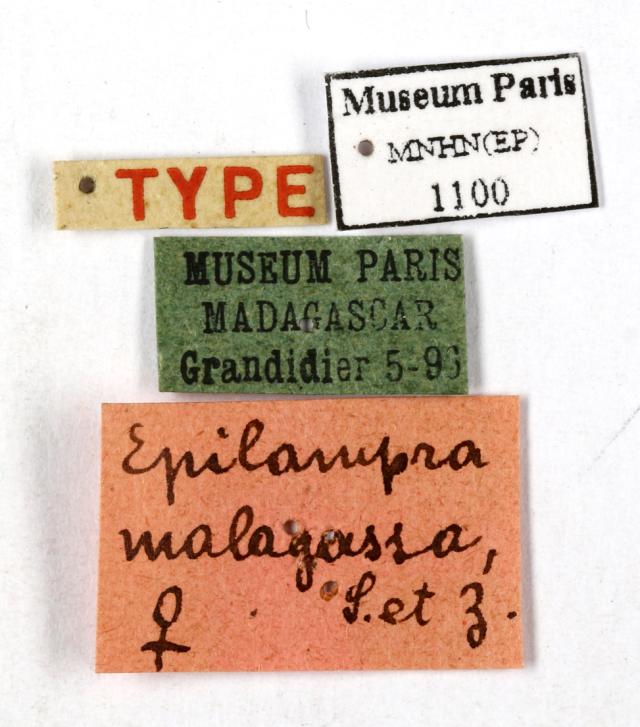 Museum Paris
MNHN(EP)
1100
TYPE
MUSEUM PARIS
MADAGASCAR
Grandidier 5-96
Epilampra
malagassa,
♀ S. et Z.